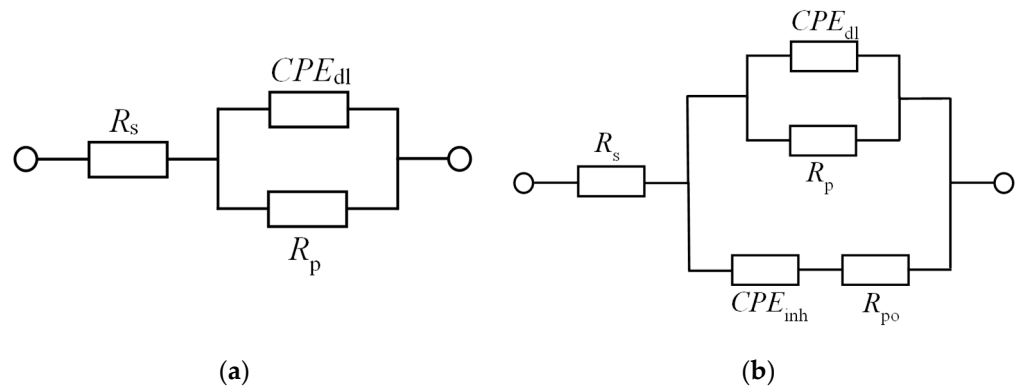 CPEdl
Rs
Rp
(a)
CPEdl
Rp
Rs
CPEinh
Rpo
(b)